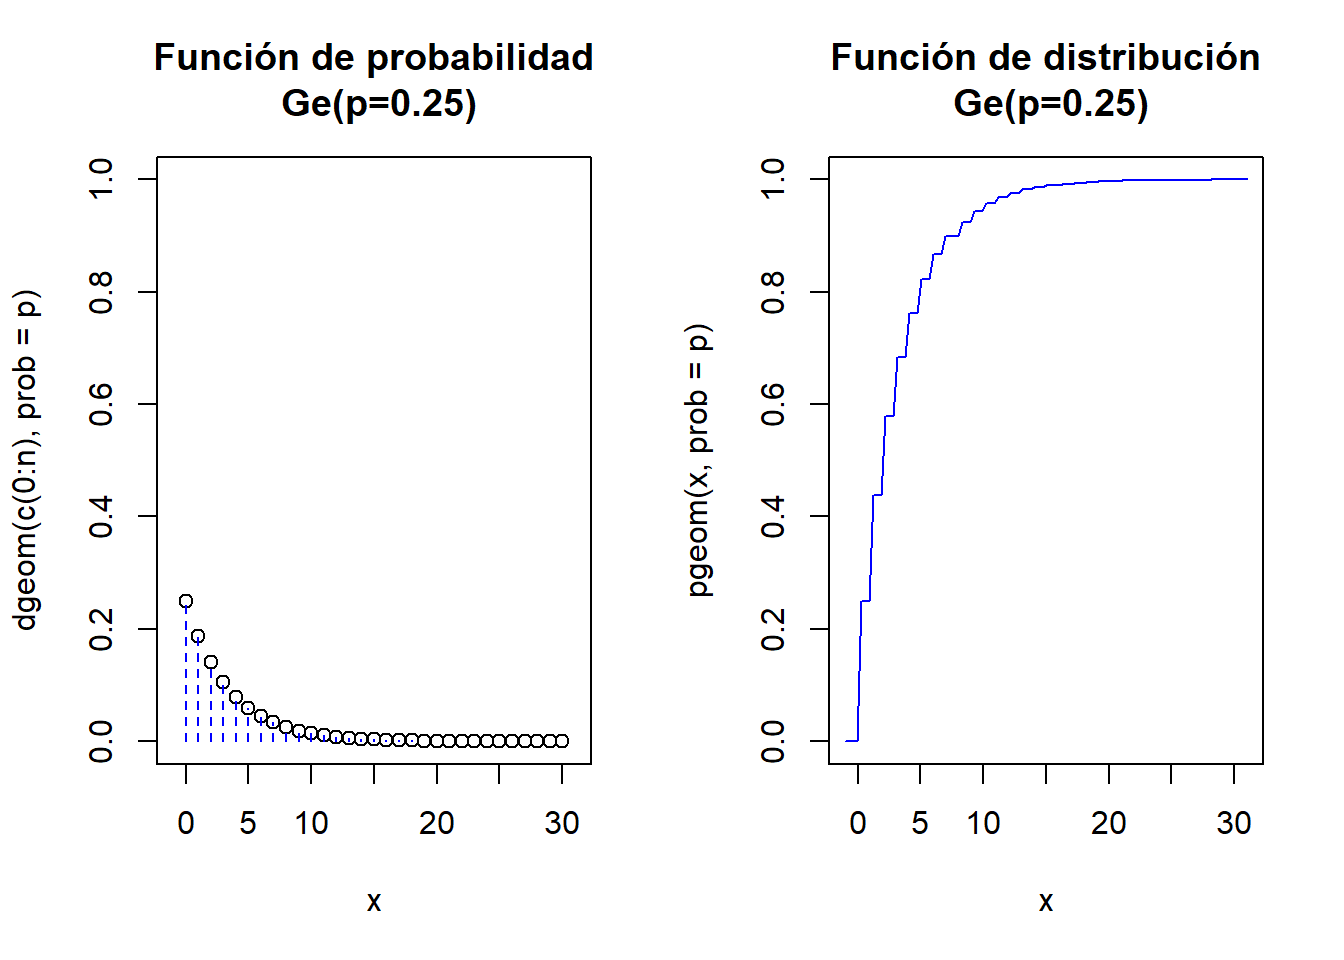 Función de probabilidad
Ge(p=0.25)
dgeom(c(0:n), prob = p)
1.0
0.8
0.6
0.4
0.2
0.0
0 5 10 20 30
x
Función de distribución
Ge(p=0.25)
pgeom(x, prob = p)
1.0
0.8
0.6
0.4
0.2
0.0
0 5 10 20 30
x